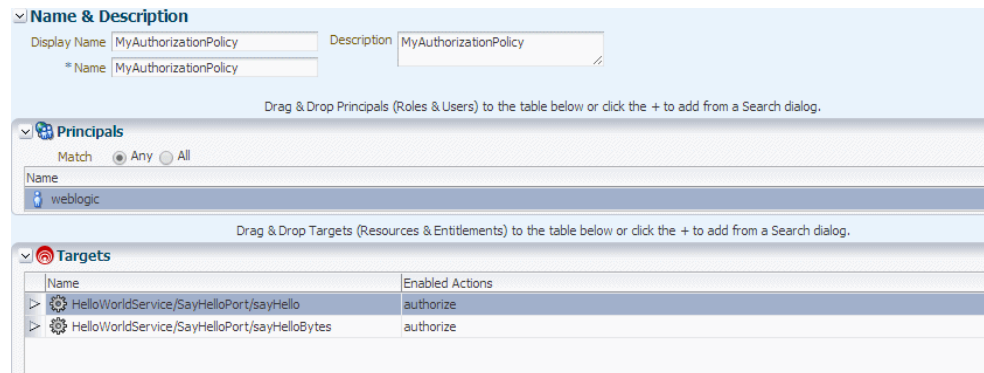 Name & Description
Display Name MyAuthorizationPolicy Description MyAuthorizationPolicy
* Name MyAuthorizationPolicy
Drag & Drop Principals (Roles & Users) to the table below or click the + to add from a Search dialog.
Principals
Match Any All
Name
weblogic
Drag & Drop Targets (Resources & Entitlements) to the table below or click the + to add from a Search dialog.
Targets
Name Enabled Actions
HelloWorldService/SayHelloPort/sayHello authorize
HelloWorldService/SayHelloPort/sayHelloBytes authorize